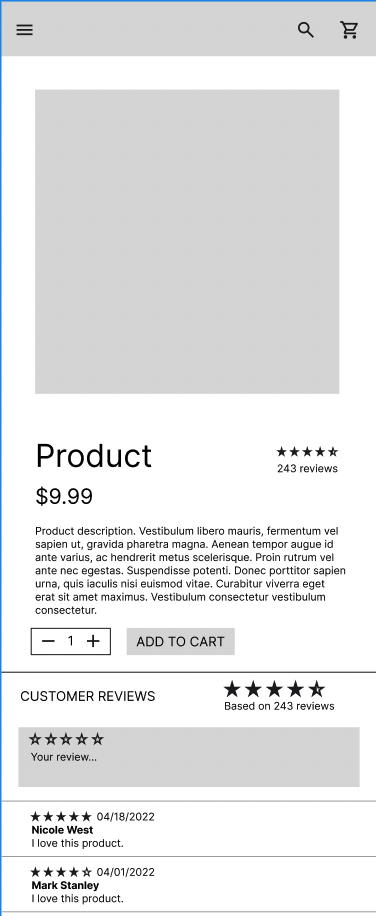 Product
243 reviews
$9.99
Product description. Vestibulum libero mauris, fermentum vel
sapien ut, gravida pharetra magna. Aenean tempor augue id
ante varius, ac hendrerit metus scelerisque. Proin rutrum vel
ante nec egestas. Suspendisse potenti. Donec porttitor sapien
urna, quis iaculis nisi euismod vitae. Curabitur viverra eget
erat sit amet maximus. Vestibulum consectetur vestibulum
consectetur.
1
ADD TO CART
CUSTOMER REVIEWS
Based on 243 reviews
Your review...
04/18/2022
Nicole West
I love this product.
04/01/2022
Mark Stanley
I love this product.